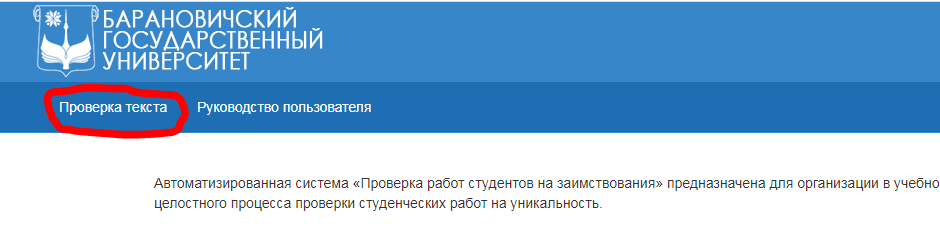 БАРАНОВИЧСКИЙ
ГОСУДАРСТВЕННЫЙ
УНИВЕРСИТЕТ
Проверка текста Руководство пользователя
Автоматизированная система «Проверка работ студентов на заимствования» предназначена для организации в учебно
целостного процесса проверки студенческих работ на уникальность.